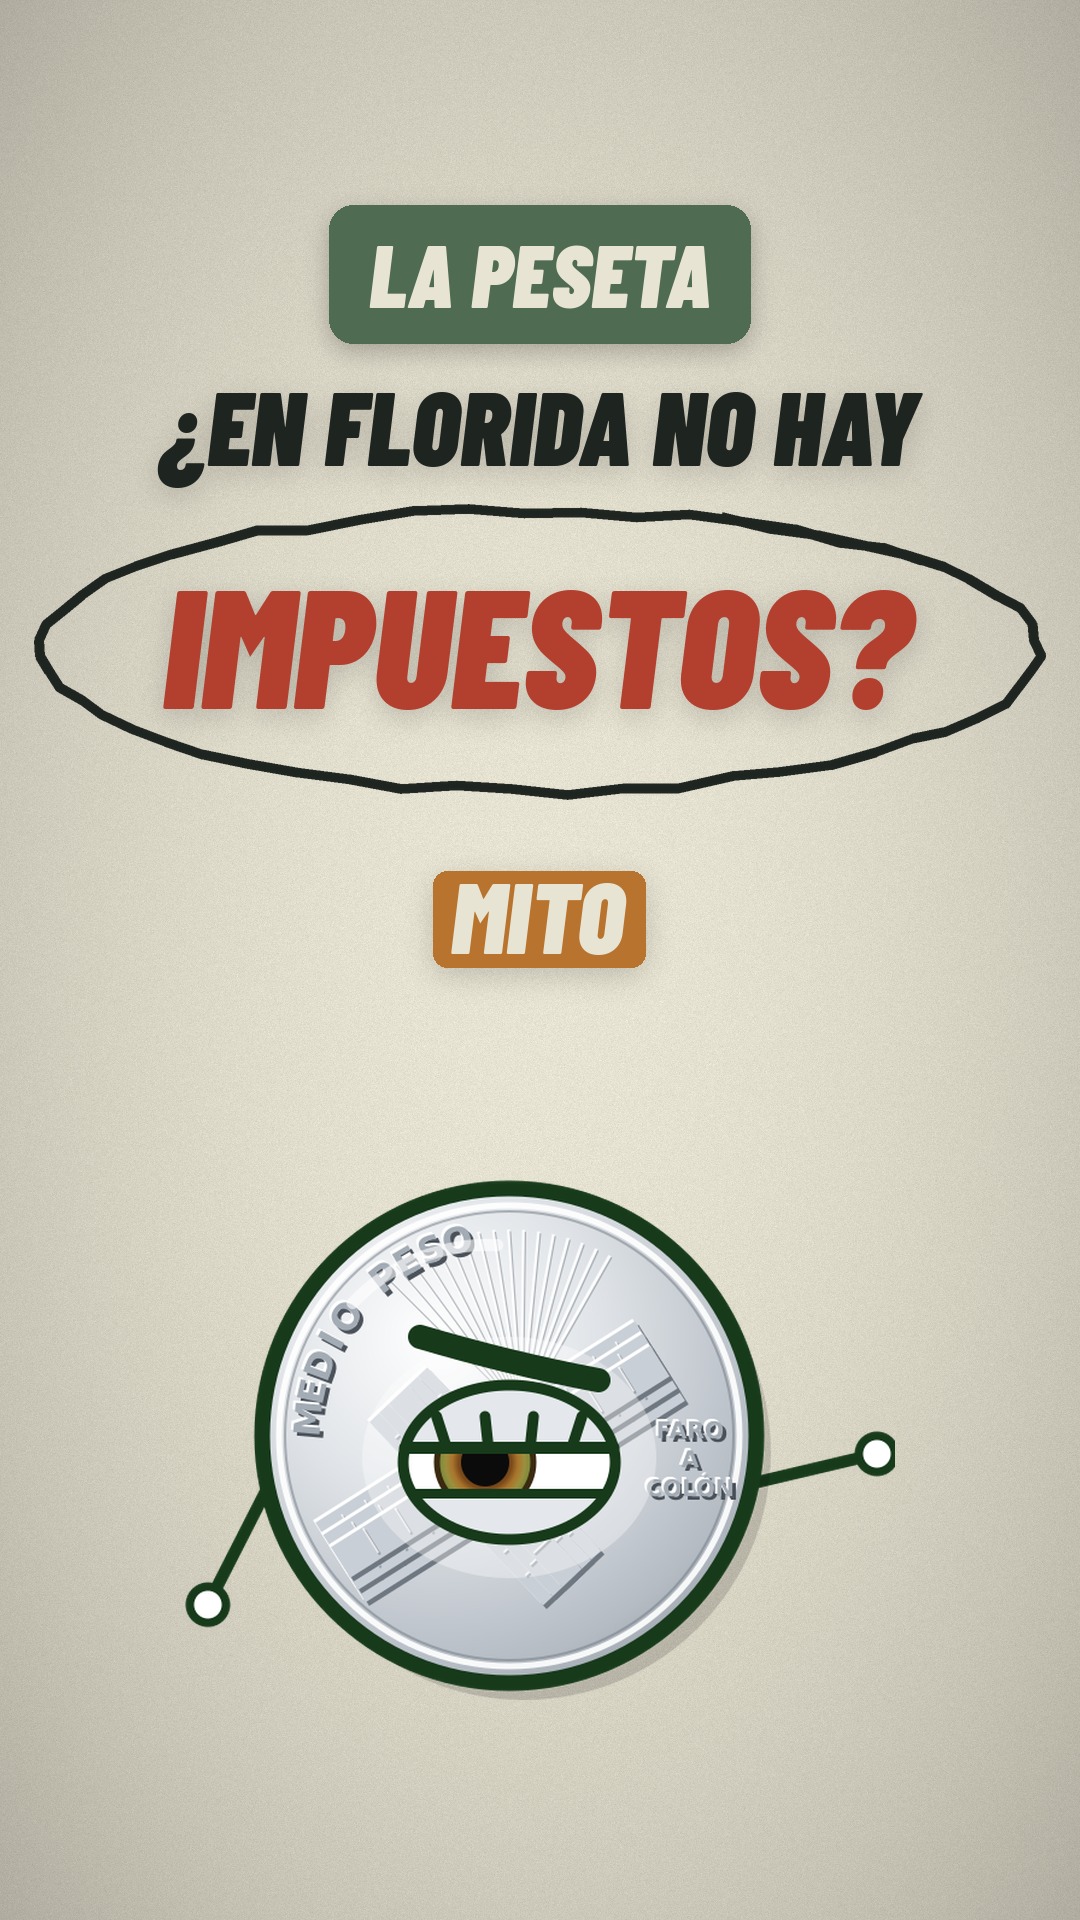 LA PESETA
¿EN FLORIDA NO HAY
IMPUESTOS?
MITO
MEDIO PESO
FARO
A
COLÓN